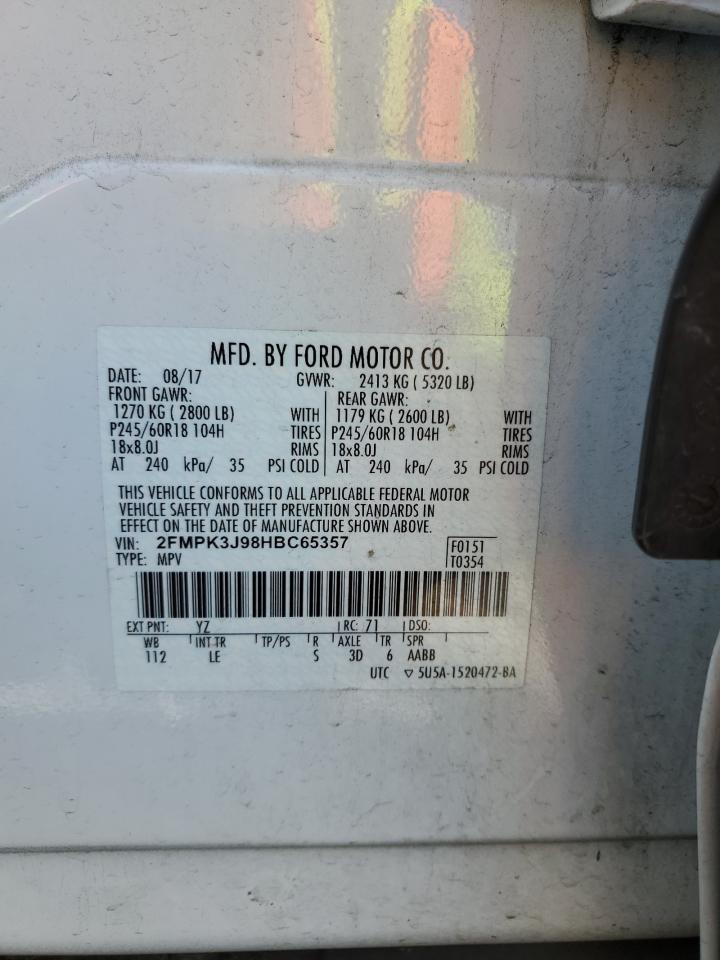 MFD. BY FORD MOTOR CO.
DATE: 08/17 GVWR: 2413 KG ( 5320 LB)
FRONT GAWR: REAR GAWR:
1270 KG ( 2800 LB) WITH 1179 KG ( 2600 LB) WITH
P245/60R18 104H TIRES P245/60R18 104H TIRES
18x8.0J RIMS 18x8.0J RIMS
AT 240 kPa/ 35 PSI COLD AT 240 kPa/ 35 PSI COLD
THIS VEHICLE CONFORMS TO ALL APPLICABLE FEDERAL MOTOR
VEHICLE SAFETY AND THEFT PREVENTION STANDARDS IN
EFFECT ON THE DATE OF MANUFACTURE SHOWN ABOVE.
VIN: 2FMPK3J98HBC65357 F0151
TYPE: MPV T0354
EXT PNT: YZ RC: 71 DSO:
WB INT TR TP/PS R AXLE TR SPR
112 LE S 3D 6 AABB
UTC ▽ 5U5A-1520472-BA